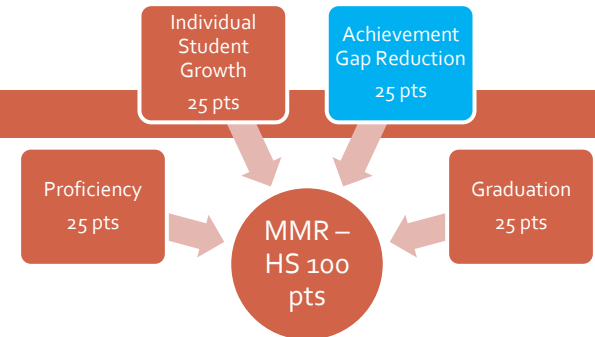 Individual
Student
Growth
25 pts
Achievement
Gap Reduction
25 pts
Proficiency
25 pts
Graduation
25 pts
MMR –
HS 100
pts